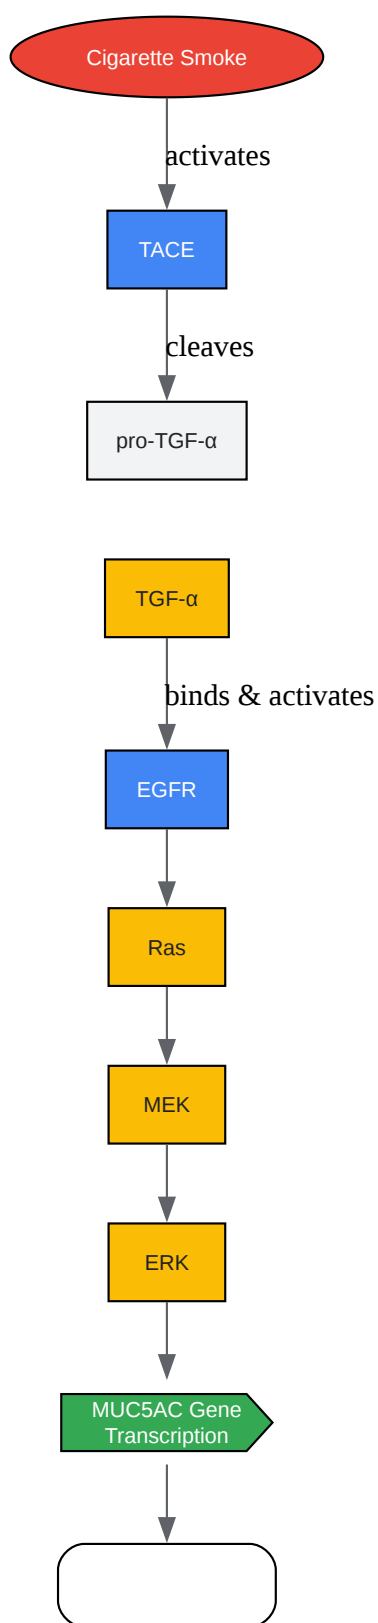 Cigarette Smoke
activates
TACE
cleaves
pro-TGF-α
TGF-α
binds & activates
EGFR
Ras
MEK
ERK
MUC5AC Gene
Transcription